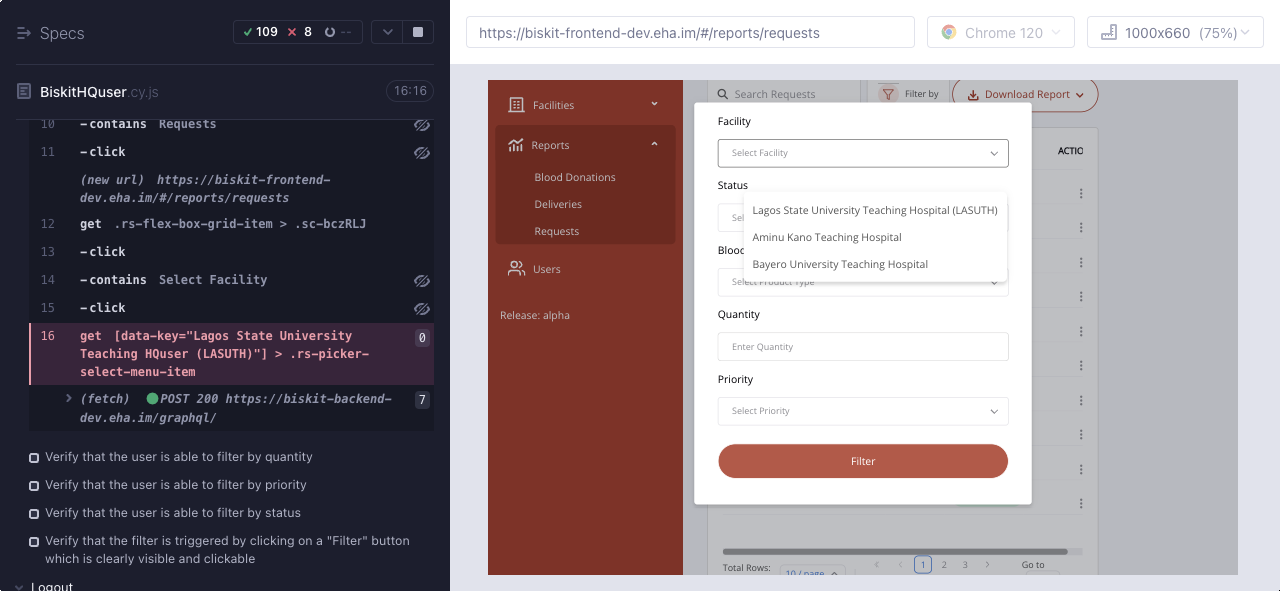 Specs
109
8
--
BiskitHQuser.cy.js
16:16
10 -contains Requests
11 -click
(new url) https://biskit-frontend-
dev.eha.im/#/reports/requests
12 get .rs-flex-box-grid-item > .sc-bczRLJ
13 -click
14 -contains Select Facility
15 -click
16 get [data-key="Lagos State University
Teaching HQuser (LASUTH)"] > .rs-picker-
select-menu-item
0
(fetch) POST 200 https://biskit-backend-
dev.eha.im/graphql/
7
Verify that the user is able to filter by quantity
Verify that the user is able to filter by priority
Verify that the user is able to filter by status
Verify that the filter is triggered by clicking on a "Filter" button
which is clearly visible and clickable
Logout
https://biskit-frontend-dev.eha.im/#/reports/requests
Chrome 120
1000x660 (75%)
Facilities
Reports
Blood Donations
Deliveries
Requests
Users
Release: alpha
Search Requests
Filter by
Download Report
ACTIO
Facility
Select Facility
Status
Lagos State University Teaching Hospital (LASUTH)
Aminu Kano Teaching Hospital
Bayero University Teaching Hospital
Select Product Type
Quantity
Enter Quantity
Priority
Select Priority
Filter
Total Rows:
10 / page
1 2 3
Go to